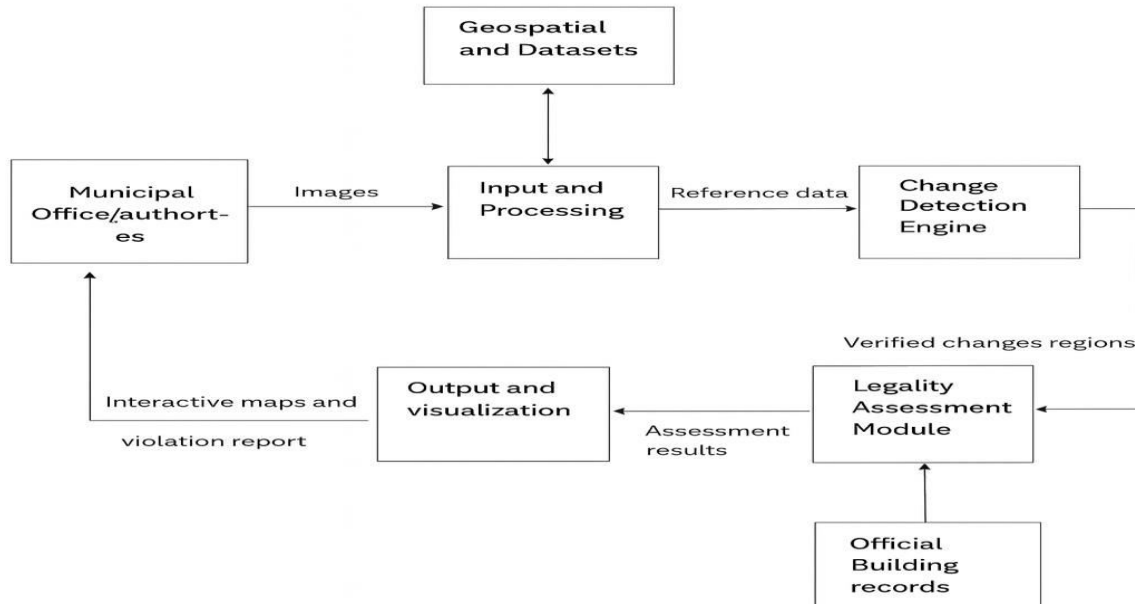 Geospatial
and Datasets
Municipal
Office/authort-
es
Images
Input and
Processing
Reference data
Change
Detection
Engine
Verified changes regions
Interactive maps and
violation report
Output and
visualization
Assessment
results
Legality
Assessment
Module
Official
Building
records